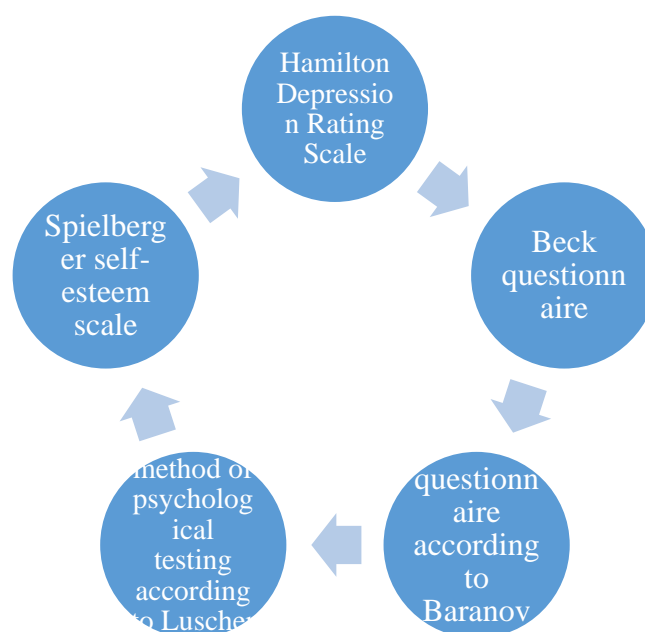 Hamilton
Depressio
n Rating
Scale
Beck
questionn
aire
questionn
aire
according
to
Baranov
method of
psycholog
ical
testing
according
to Luscher
Spielberg
er self-
esteem
scale